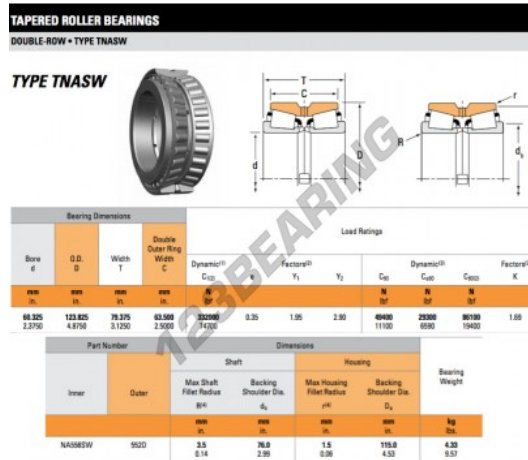 TAPERED ROLLER BEARINGS
DOUBLE-ROW • TYPE TNASW
TYPE TNASW
T
C
r
R
d
D
d
Bearing Dimensions
Load Ratings
Bore
d
O.D.
D
Width
T
Double
Outer Ring
Width
C
Dynamic(1)
C1(2)
Factors(2)
e
Y1
Y2
Dynamic(3)
C90
Ca90
C90(2)
Factors(2)
K
mm mm mm mm N N N N
in. in. in. in. lbf lbf lbf lbf
60.325 123.825 79.375 63.500 332000 0.35 1.95 2.90 49400 29300 86100 1.69
2.3750 4.8750 3.1250 2.5000 74700 11100 6590 19400
123BEARING
Part Number
Dimensions
Bearing
Weight
Shaft
Housing
Inner
Outer
Max Shaft
Fillet Radius
R(4)
Backing
Shoulder Dia.
Max Housing
Fillet Radius
r(4)
Backing
Shoulder Dia.
Da
mm mm mm mm kg
in. in. in. in. lbs.
NA558SW 552D 3.5 76.0 1.5 115.0 4.33
0.14 2.99 0.06 4.53 9.57